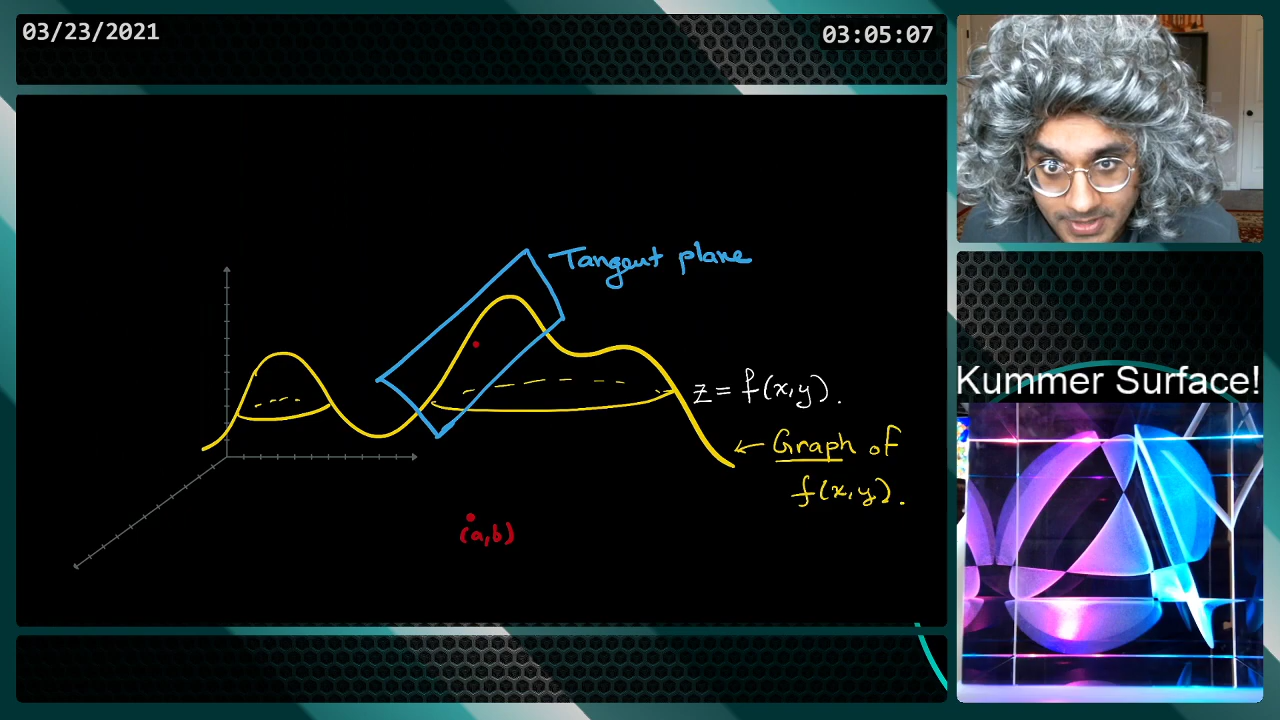 03/23/2021
03:05:07
Tangent plane
z = f(x,y).
← Graph of
f(x,y).
(a,b)
Kummer Surface!